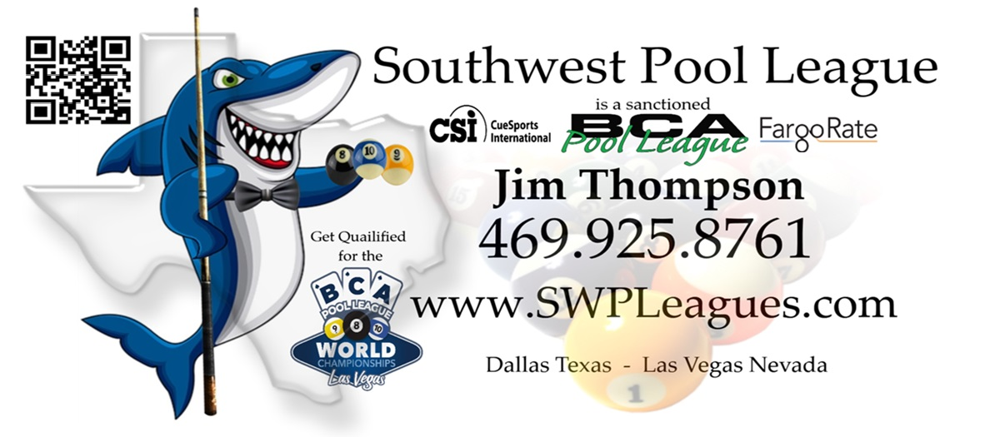 Southwest Pool League
is a sanctioned
CSI CueSports International
BCA Pool League
FargoRate
Jim Thompson
469.925.8761
8 10 9
Get Quailified
for the
BCA
POOL LEAGUE
9 8 10
WORLD
CHAMPIONSHIPS
Las Vegas
www.SWPLeagues.com
Dallas Texas - Las Vegas Nevada
15
1